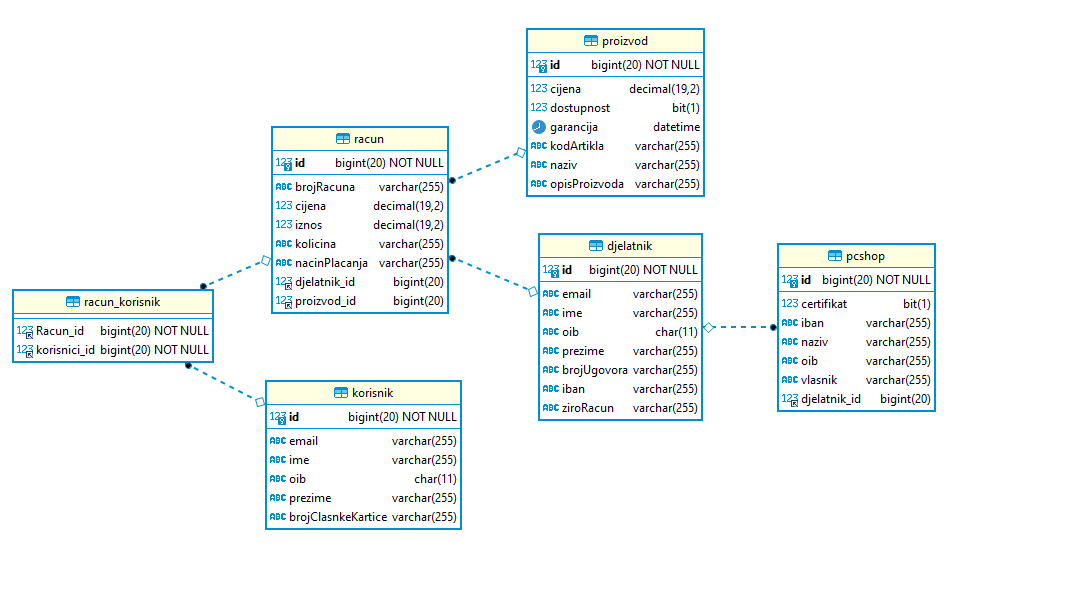 proizvod
123 id bigint(20) NOT NULL
123 cijena decimal(19,2)
123 dostupnost bit(1)
garancija datetime
ABC kodArtikla varchar(255)
ABC naziv varchar(255)
ABC opisProizvoda varchar(255)
racun
123 id bigint(20) NOT NULL
ABC brojRacuna varchar(255)
123 cijena decimal(19,2)
123 iznos decimal(19,2)
ABC kolicina varchar(255)
ABC nacinPlacanja varchar(255)
123 djelatnik_id bigint(20)
123 proizvod_id bigint(20)
djelatnik
123 id bigint(20) NOT NULL
ABC email varchar(255)
ABC ime varchar(255)
ABC oib char(11)
ABC prezime varchar(255)
ABC brojUgovora varchar(255)
ABC iban varchar(255)
ABC ziroRacun varchar(255)
pcshop
123 id bigint(20) NOT NULL
123 certifikat bit(1)
ABC iban varchar(255)
ABC naziv varchar(255)
ABC oib varchar(255)
ABC vlasnik varchar(255)
123 djelatnik_id bigint(20)
racun_korisnik
123 Racun_id bigint(20) NOT NULL
123 korisnici_id bigint(20) NOT NULL
korisnik
123 id bigint(20) NOT NULL
ABC email varchar(255)
ABC ime varchar(255)
ABC oib char(11)
ABC prezime varchar(255)
ABC brojClasnkeKartice varchar(255)